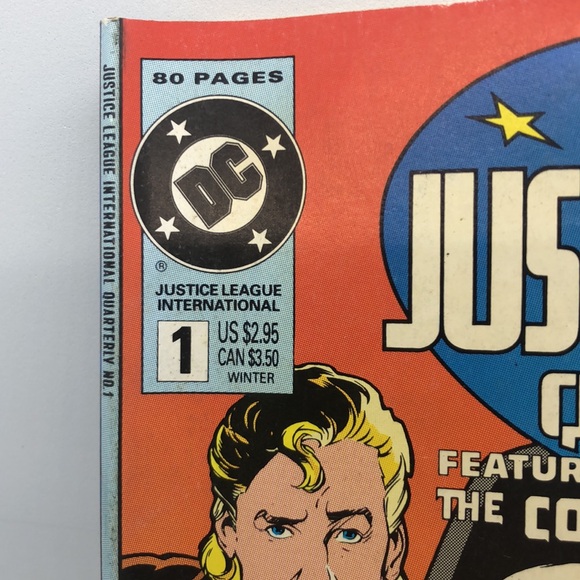 JUSTICE LEAGUE INTERNATIONAL QUARTERLY NO. 1
80 PAGES
DC
®
JUSTICE LEAGUE
INTERNATIONAL
1
US $2.95
CAN $3.50
WINTER
JUS
FEATUR
THE CO